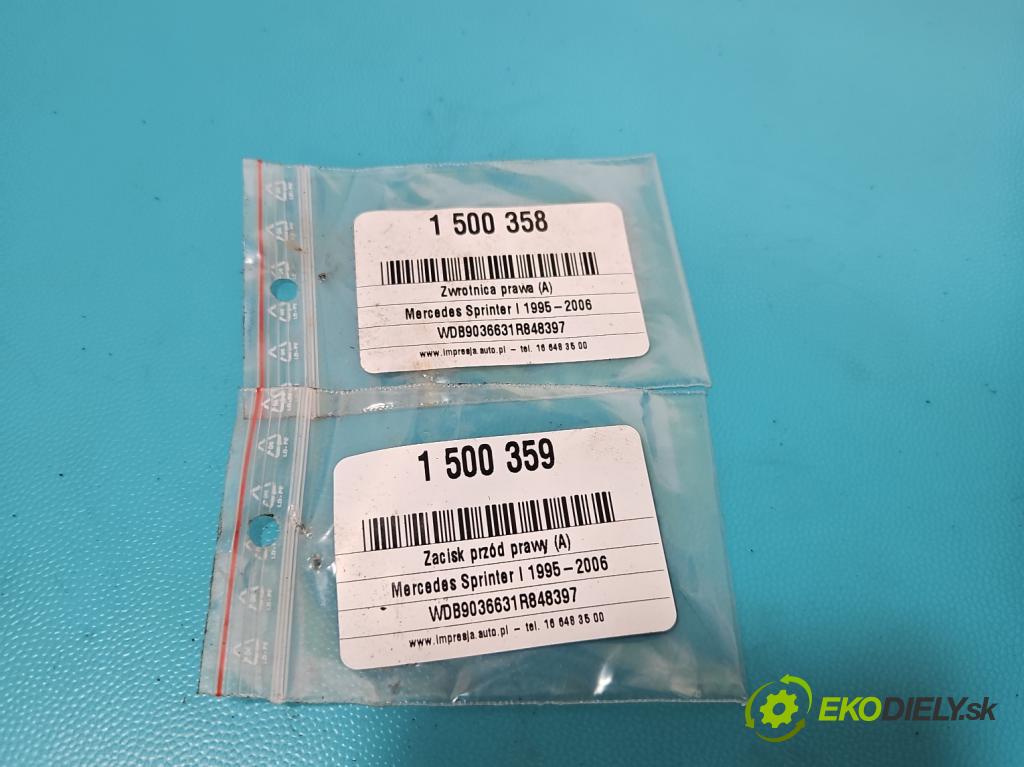 1 500 358
Zwrotnica prawa (A)
Mercedes Sprinter I 1995-2006
WDB9036631R848397
www.impresja.auto.pl - tel. 16 648 35 00
1 500 359
Zacisk przód prawy (A)
Mercedes Sprinter I 1995-2006
WDB9036631R848397
www.impresja.auto.pl - tel. 16 648 35 00
EKODIELY.sk